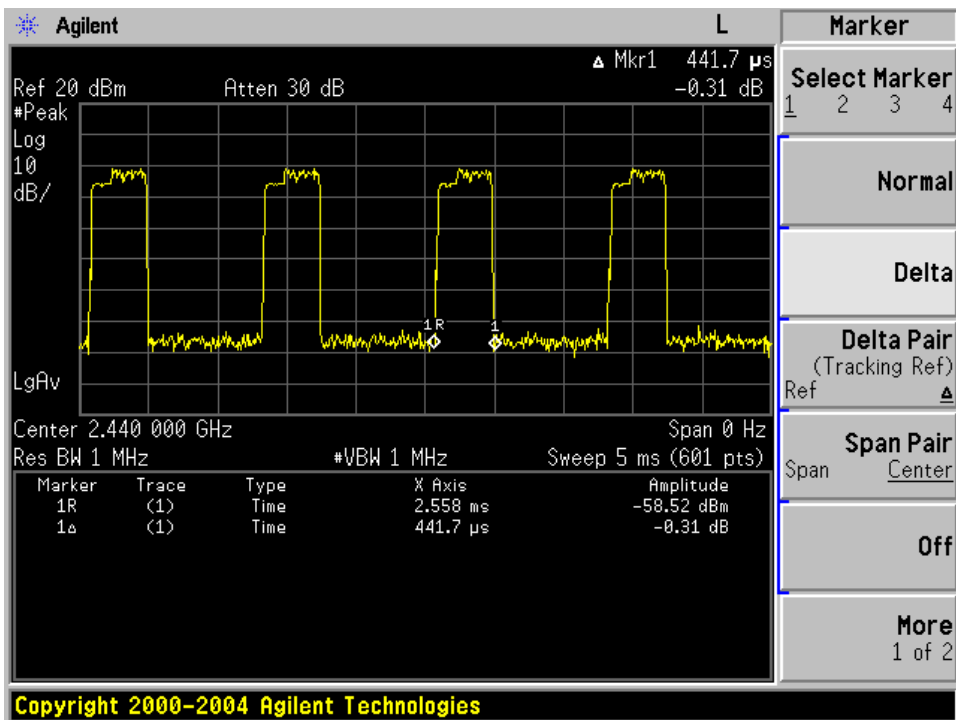 Agilent L Marker
Δ Mkr1 441.7 µs
Ref 20 dBm Atten 30 dB -0.31 dB
#Peak
Log
10
dB/
1R 1
LgAv
Center 2.440 000 GHz Span 0 Hz
Res BW 1 MHz #VBW 1 MHz Sweep 5 ms (601 pts)
Marker Trace Type X Axis Amplitude
1R (1) Time 2.558 ms -58.52 dBm
1Δ (1) Time 441.7 µs -0.31 dB
Select Marker
1 2 3 4
Normal
Delta
Delta Pair
(Tracking Ref)
Ref Δ
Span Pair
Span Center
Off
More
1 of 2
Copyright 2000-2004 Agilent Technologies